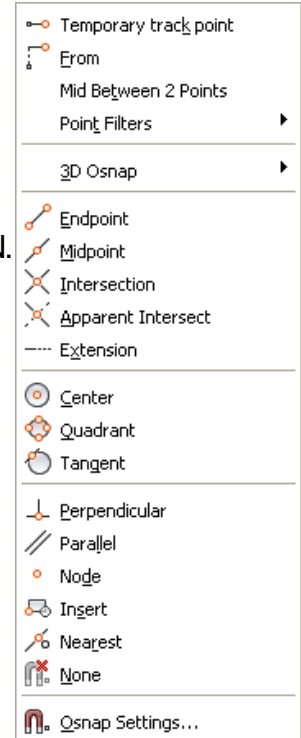 Temporary track point
From
Mid Between 2 Points
Point Filters
3D Osnap
Endpoint
Midpoint
Intersection
Apparent Intersect
Extension
Center
Quadrant
Tangent
Perpendicular
Parallel
Node
Insert
Nearest
None
Osnap Settings...